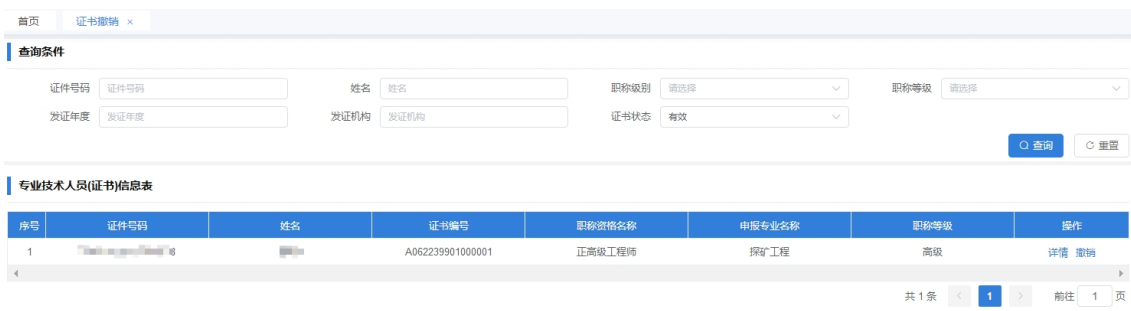 首页 证书撤销 ×
查询条件
证件号码 证件号码 姓名 姓名 职称级别 请选择 职称等级 请选择
发证年度 发证年度 发证机构 发证机构 证书状态 有效
查询 重置
专业技术人员(证书)信息表
序号 证件号码 姓名 证书编号 职称资格名称 申报专业名称 职称等级 操作
1 8 A062239901000001 正高级工程师 探矿工程 高级 详情 撤销
共 1 条 < 1 > 前往 1 页